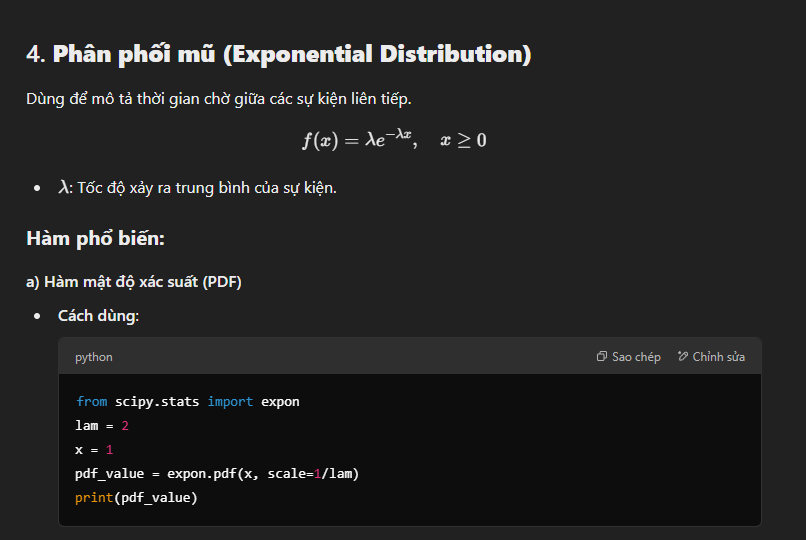 4. Phân phối mũ (Exponential Distribution)
Dùng để mô tả thời gian chờ giữa các sự kiện liên tiếp.
f(x) = λe^{−λx},   x ≥ 0
• λ: Tốc độ xảy ra trung bình của sự kiện.
Hàm phổ biến:
a) Hàm mật độ xác suất (PDF)
• Cách dùng:
python Sao chép Chỉnh sửa
from scipy.stats import expon
lam = 2
x = 1
pdf_value = expon.pdf(x, scale=1/lam)
print(pdf_value)